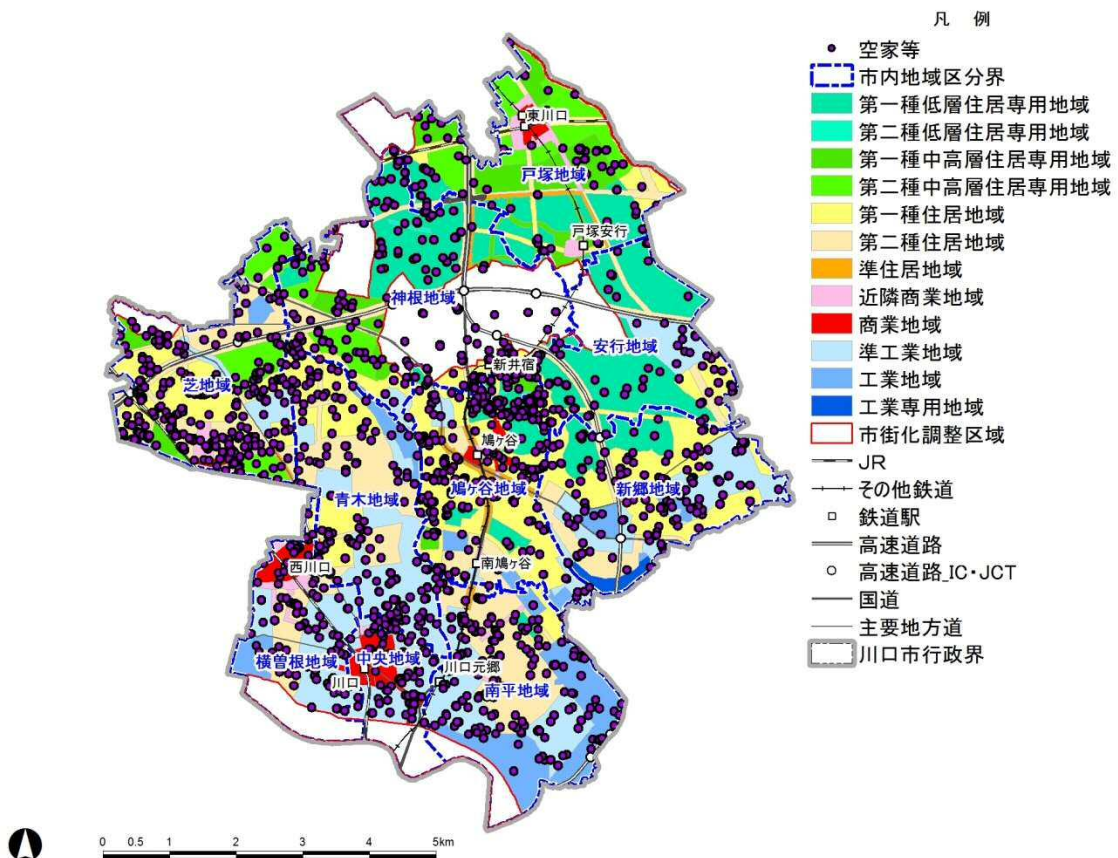 凡 例
空家等
市内地域区分界
第一種低層住居専用地域
第二種低層住居専用地域
第一種中高層住居専用地域
第二種中高層住居専用地域
第一種住居地域
第二種住居地域
準住居地域
近隣商業地域
商業地域
準工業地域
工業地域
工業専用地域
市街化調整区域
JR
その他鉄道
鉄道駅
高速道路
高速道路_IC・JCT
国道
主要地方道
川口市行政界
東川口
戸塚地域
戸塚安行
神根地域
安行地域
新井宿
芝地域
鳩ヶ谷
鳩ヶ谷地域
新郷地域
青木地域
南鳩ヶ谷
西川口
横曽根地域
中央地域
川口元郷
川口
南平地域
0 0.5 1 2 3 4 5km